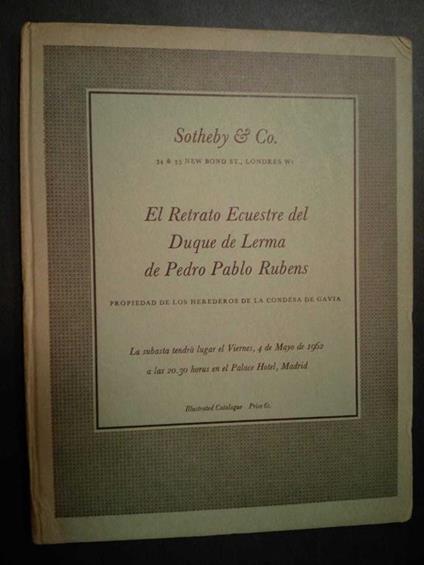 Sotheby & Co.
34 & 35 NEW BOND ST., LONDRES W1
El Retrato Ecuestre del
Duque de Lerma
de Pedro Pablo Rubens
PROPIEDAD DE LOS HEREDEROS DE LA CONDESA DE GAVIA
La subasta tendrà lugar el Viernes, 4 de Mayo de 1962
a las 20.30 horas en el Palace Hotel, Madrid
Illustrated Catalogue Price